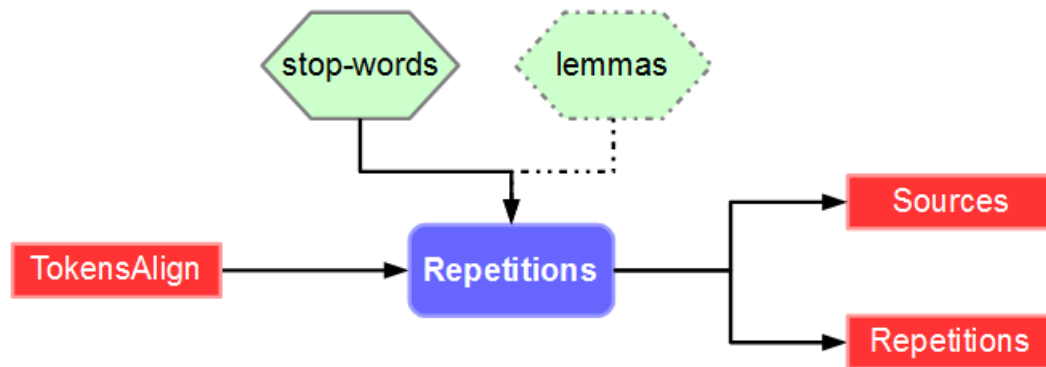 stop-words
lemmas
Sources
TokensAlign
Repetitions
Repetitions